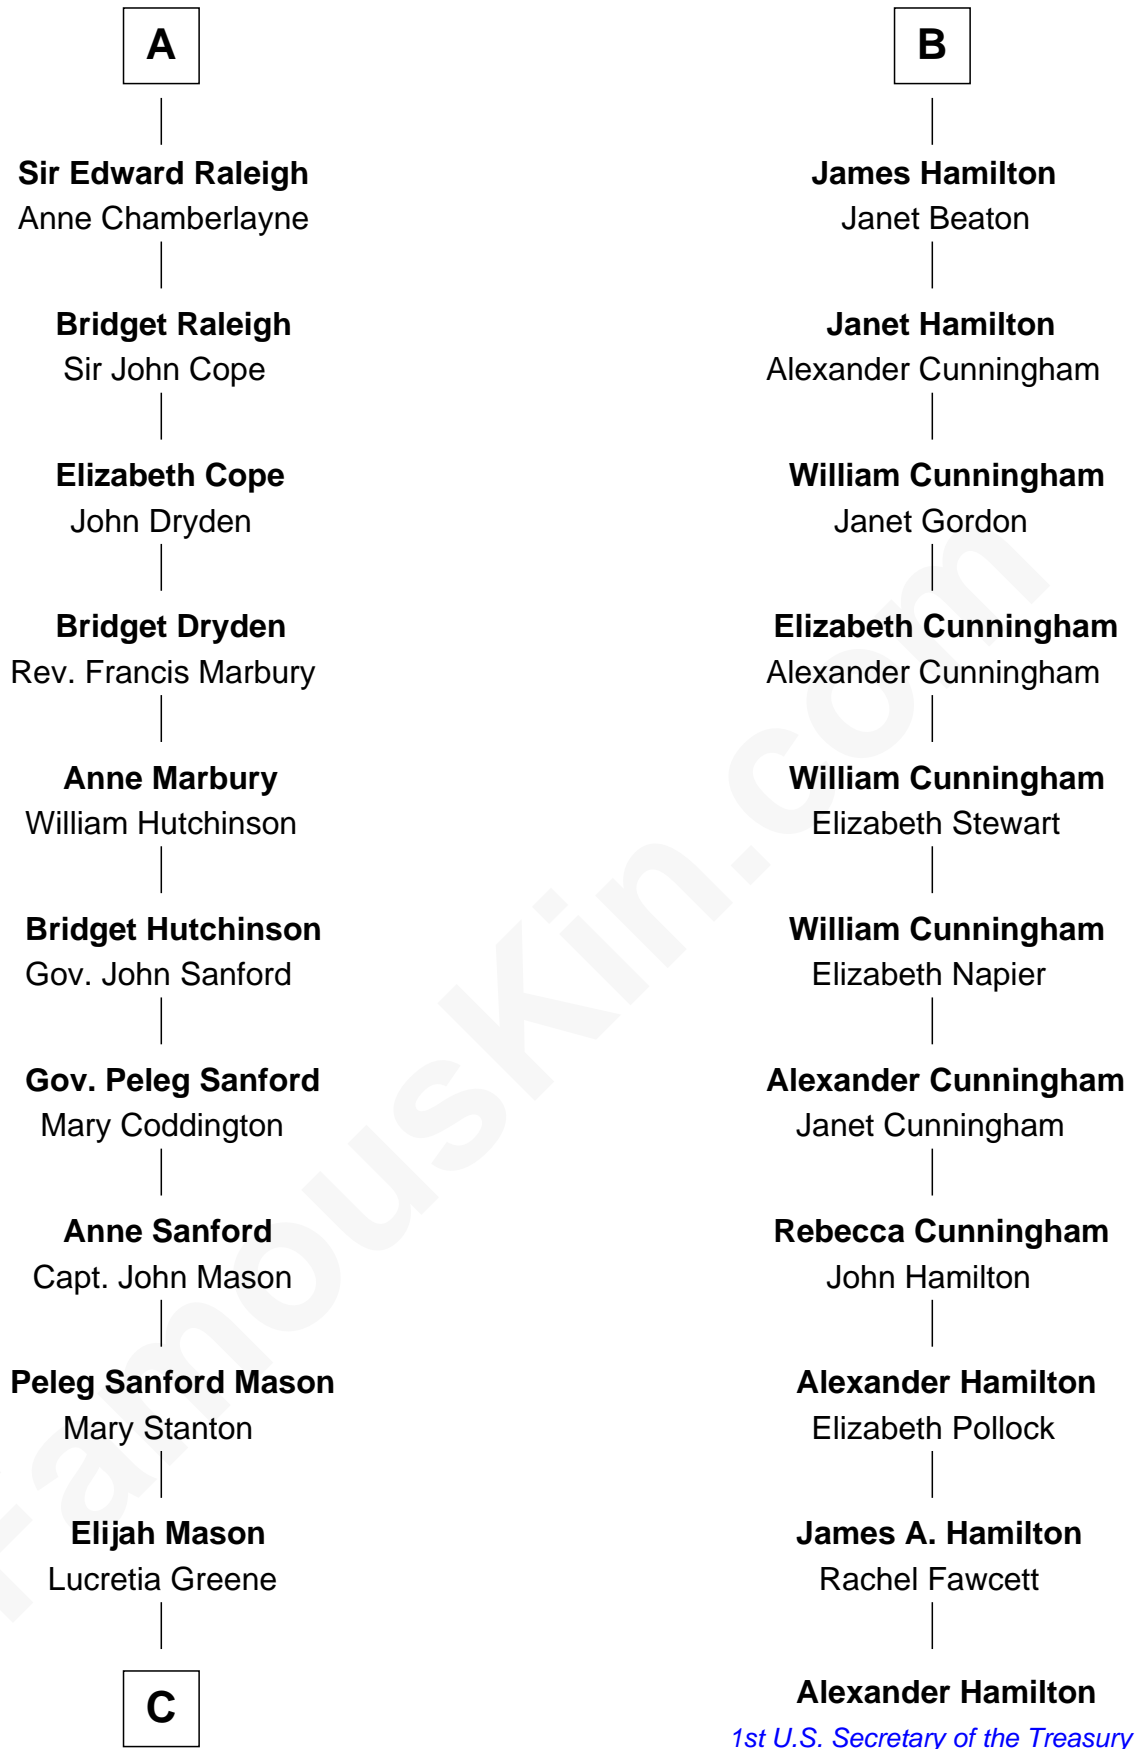 A
Sir Edward Raleigh
Anne Chamberlayne
Bridget Raleigh
Sir John Cope
Elizabeth Cope
John Dryden
Bridget Dryden
Rev. Francis Marbury
Anne Marbury
William Hutchinson
Bridget Hutchinson
Gov. John Sanford
Gov. Peleg Sanford
Mary Coddington
Anne Sanford
Capt. John Mason
Peleg Sanford Mason
Mary Stanton
Elijah Mason
Lucretia Greene
C
B
James Hamilton
Janet Beaton
Janet Hamilton
Alexander Cunningham
William Cunningham
Janet Gordon
Elizabeth Cunningham
Alexander Cunningham
William Cunningham
Elizabeth Stewart
William Cunningham
Elizabeth Napier
Alexander Cunningham
Janet Cunningham
Rebecca Cunningham
John Hamilton
Alexander Hamilton
Elizabeth Pollock
James A. Hamilton
Rachel Fawcett
Alexander Hamilton
1st U.S. Secretary of the Treasury
FamousKin.com